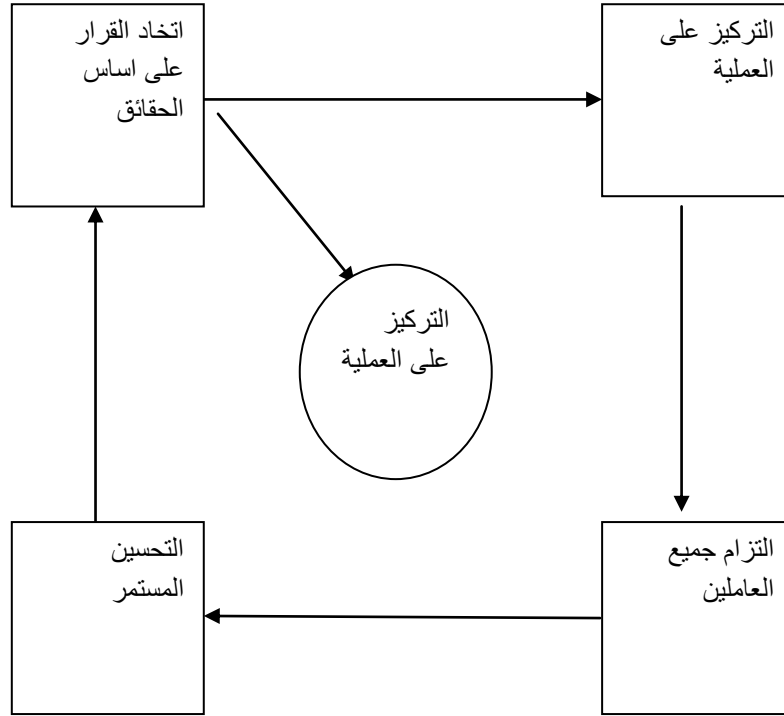 التركيز على
العملية
اتخاد القرار
على اساس
الحقائق
التركيز
على العملية
التزام جميع
العاملين
التحسين
المستمر